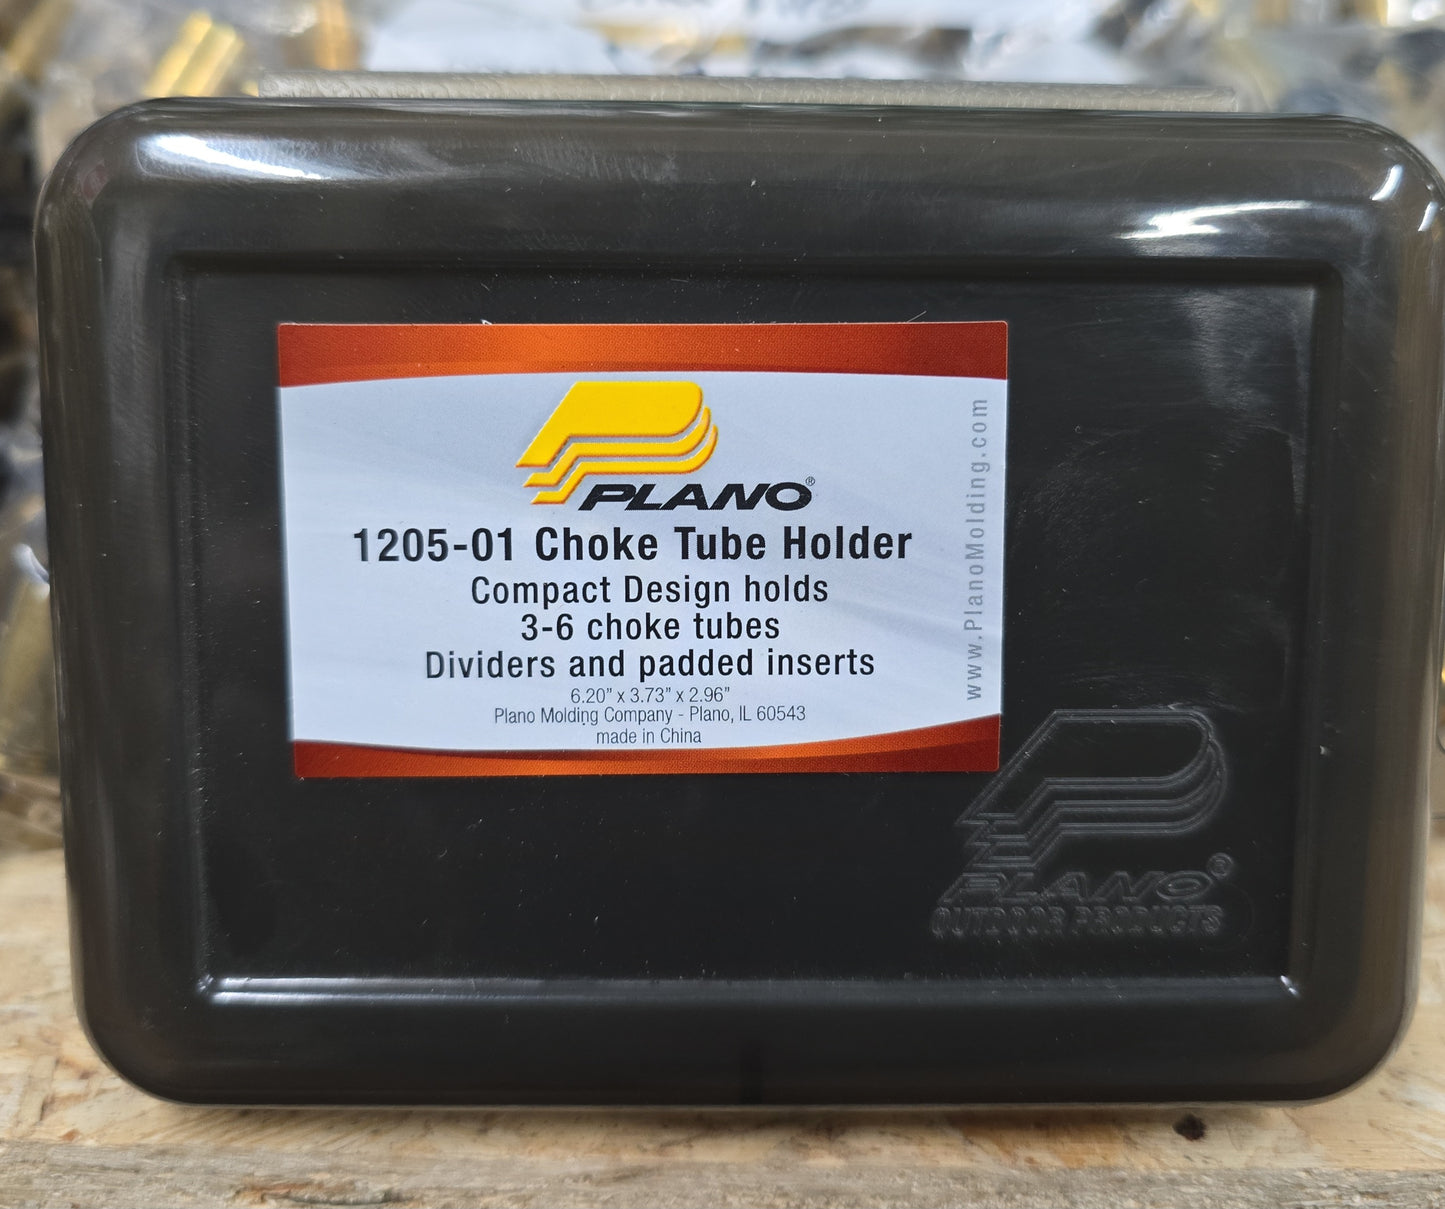 PLANO®
1205-01 Choke Tube Holder
Compact Design holds
3-6 choke tubes
Dividers and padded inserts
6.20” x 3.73” x 2.96”
Plano Molding Company - Plano, IL 60543
made in China
www.PlanoMolding.com
PLANO®
OUTDOOR PRODUCTS